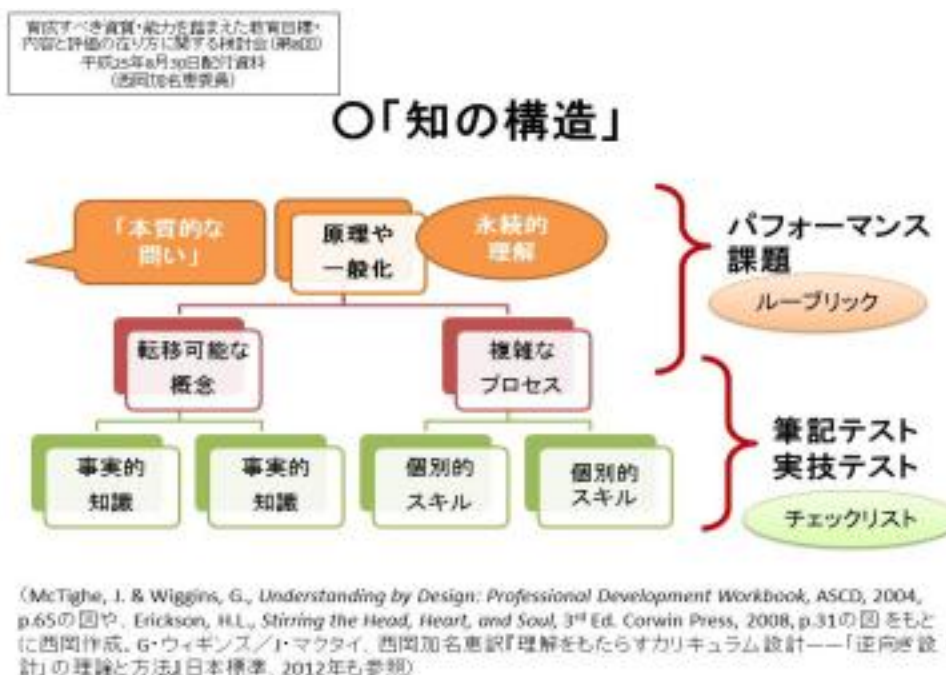 育成すべき資質・能力を踏まえた教育目標・
内容と評価の在り方に関する検討会(第8回)
平成25年8月30日配付資料
(西岡加名恵委員)
〇「知の構造」
「本質的な
問い」
原理や
一般化
永続的
理解
パフォーマンス
課題
ルーブリック
転移可能な
概念
複雑な
プロセス
事実的
知識
事実的
知識
個別的
スキル
個別的
スキル
筆記テスト
実技テスト
チェックリスト
(McTighe, J. & Wiggins, G., Understanding by Design: Professional Development Workbook, ASCD, 2004,
p.65の図や、Erickson, H.L., Stirring the Head, Heart, and Soul, 3rd Ed. Corwin Press, 2008, p.31の図をもと
に西岡作成。G・ウィギンズ/J・マクタイ、西岡加名恵訳『理解をもたらすカリキュラム設計――「逆向き設
計」の理論と方法』日本標準、2012年も参照)